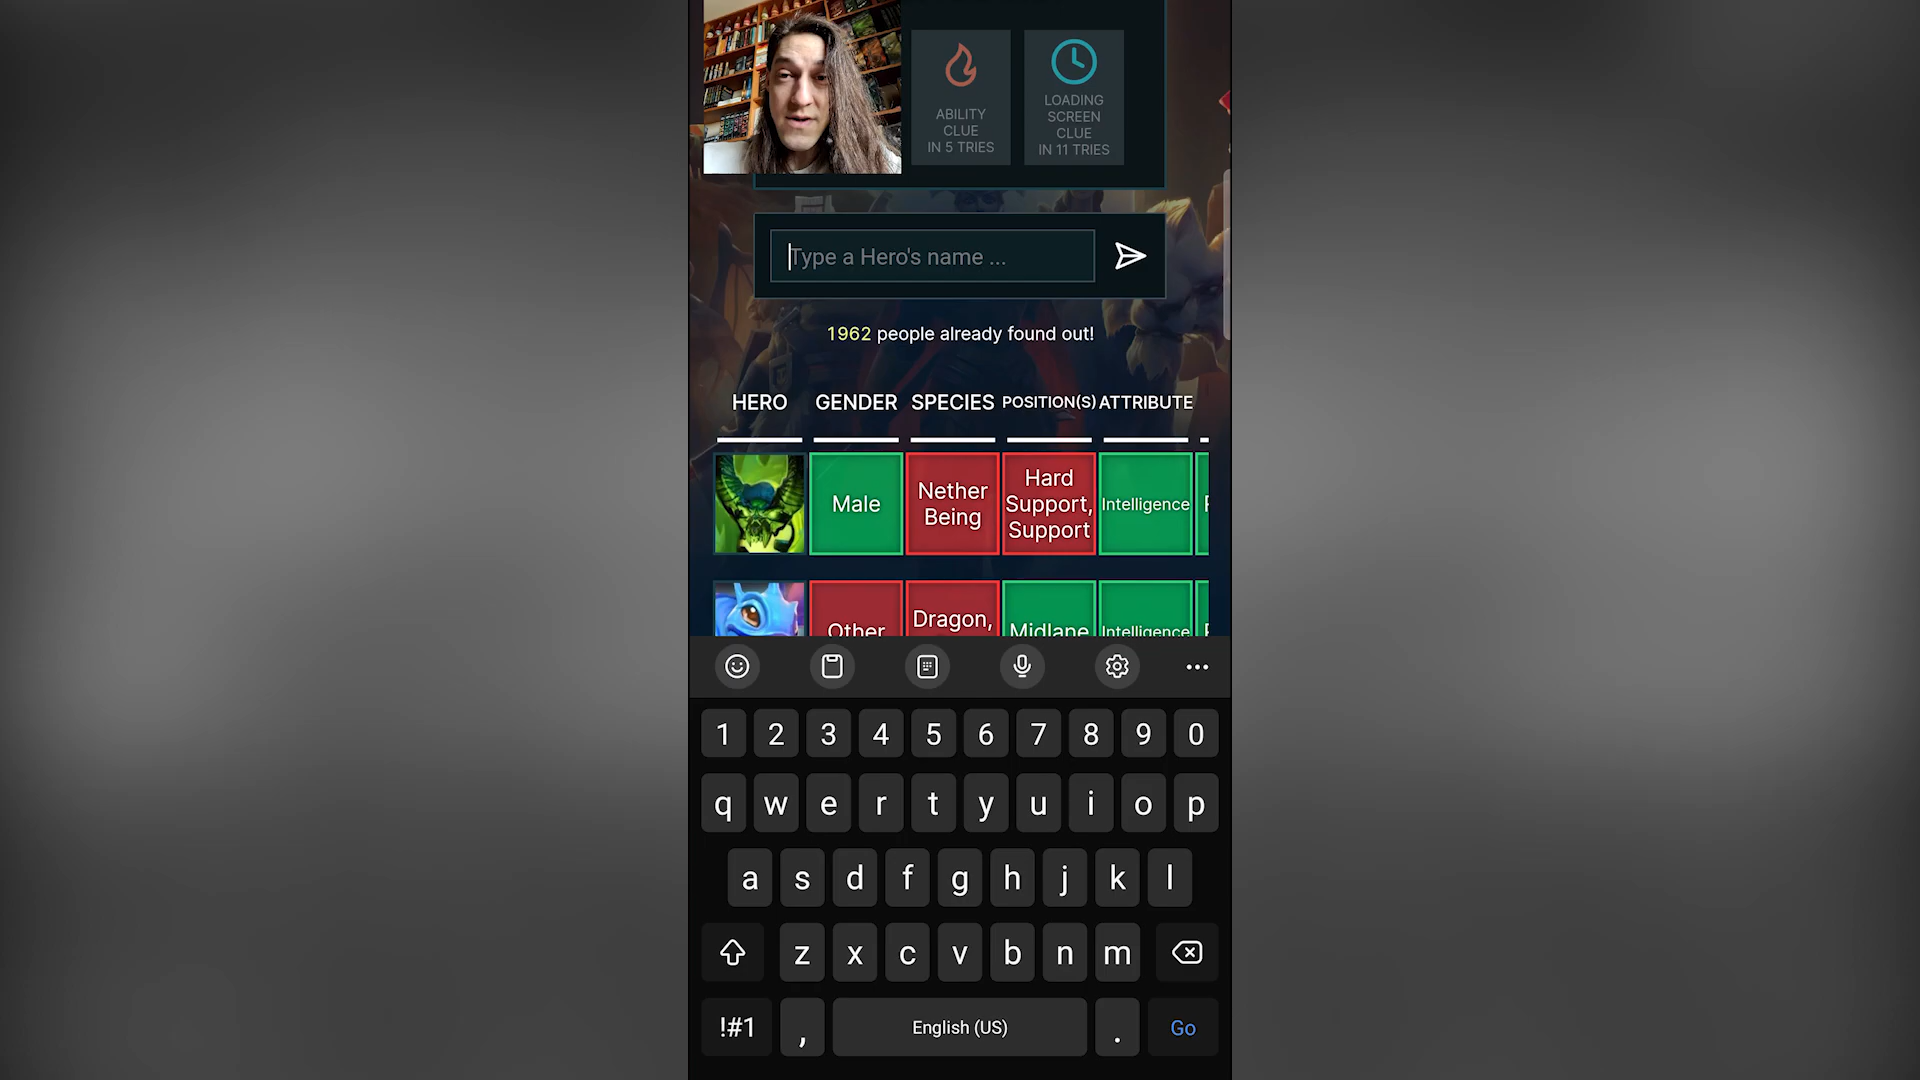 ABILITY
CLUE
IN 5 TRIES
LOADING
SCREEN
CLUE
IN 11 TRIES
Type a Hero's name ...
1962 people already found out!
HERO GENDER SPECIES POSITION(S) ATTRIBUTE
Male
Nether
Being
Hard
Support,
Support
Intelligence
Other
Dragon,
Midlane
Intelligence
1 2 3 4 5 6 7 8 9 0
q w e r t y u i o p
a s d f g h j k l
z x c v b n m
!#1 , English (US) . Go